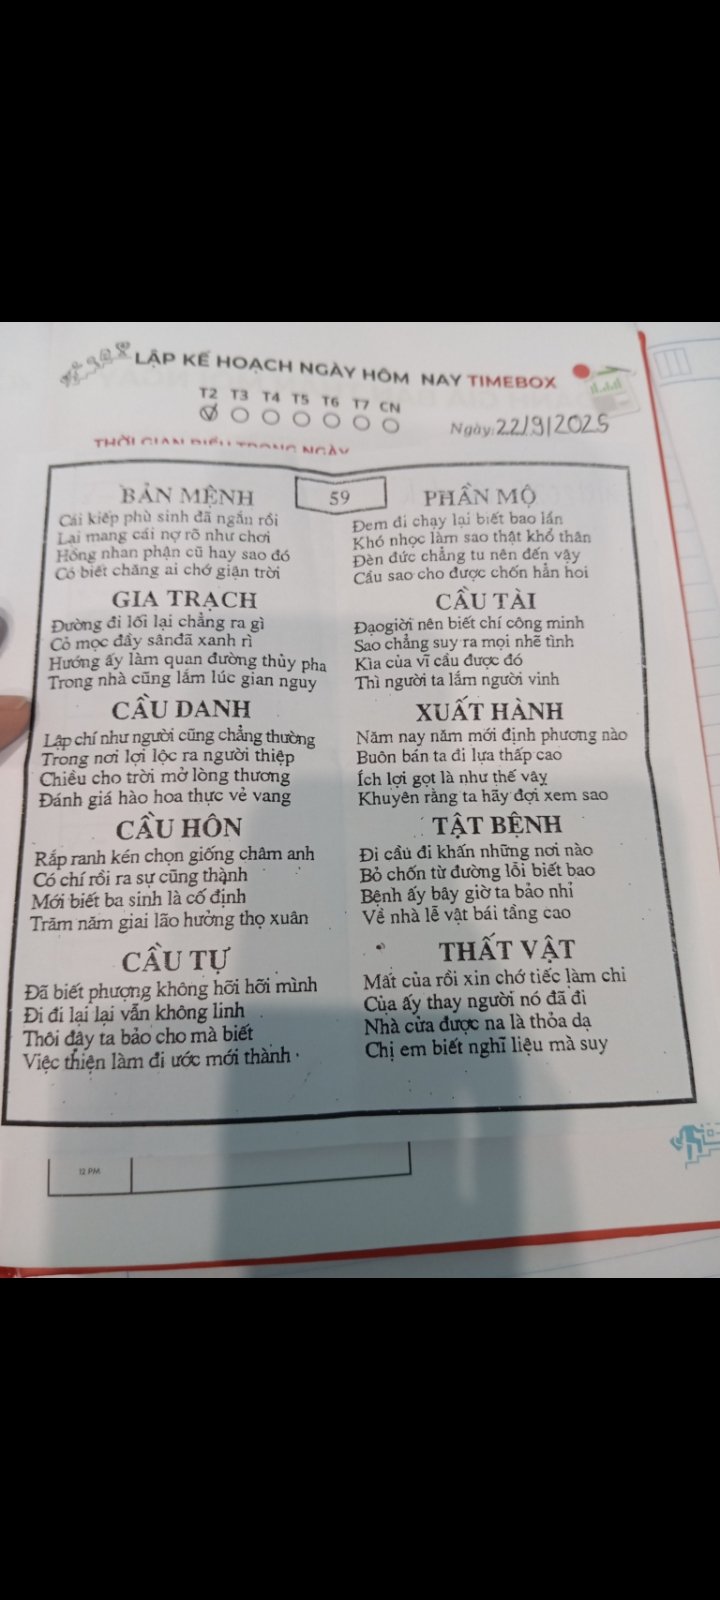 LẬP KẾ HOẠCH NGÀY HÔM NAY TIMEBOX
T2 T3 T4 T5 T6 T7 CN
Ngày: 22/9/2025
THỜI GIAN BIỂU TRONG NGÀY
59
BẢN MỆNH
Cái kiếp phù sinh đã ngắn rồi
Lại mang cái nợ rõ như chơi
Hồng nhan phận cũ hay sao đó
Có biết chăng ai chớ giận trời
GIA TRẠCH
Đường đi lối lại chẳng ra gì
Cỏ mọc đầy sânđã xanh rì
Hướng ấy làm quan đường thủy pha
Trong nhà cũng lắm lúc gian nguy
CẦU DANH
Lập chí như người cũng chẳng thường
Trong nơi lợi lộc ra người thiệp
Chiều cho trời mở lòng thương
Đánh giá hào hoa thực vẻ vang
CẦU HÔN
Rắp ranh kén chọn giống châm anh
Có chí rồi ra sự cũng thành
Mới biết ba sinh là cố định
Trăm năm giai lão hưởng thọ xuân
CẦU TỰ
Đã biết phượng không hỡi hỡi mình
Đi đi lại lại vẫn không linh
Thôi đây ta bảo cho mà biết
Việc thiện làm đi ước mới thành
PHẦN MỘ
Đem đi chạy lại biết bao lần
Khó nhọc làm sao thật khổ thân
Đèn đức chẳng tu nên đến vậy
Cầu sao cho được chốn hẳn hoi
CẦU TÀI
Đạogiời nên biết chí công minh
Sao chẳng suy ra mọi nhẽ tình
Kìa của vĩ cầu được đó
Thì người ta lắm người vinh
XUẤT HÀNH
Năm nay năm mới định phương nào
Buôn bán ta đi lựa thấp cao
Ích lợi gọt là như thế vậy
Khuyên rằng ta hãy đợi xem sao
TẬT BỆNH
Đi cầu đi khấn những nơi nào
Bỏ chốn từ đường lỗi biết bao
Bệnh ấy bây giờ ta bảo nhỉ
Về nhà lễ vật bái tầng cao
THẤT VẬT
Mất của rồi xin chớ tiếc làm chi
Của ấy thay người nó đã đi
Nhà cửa được na là thỏa dạ
Chị em biết nghĩ liệu mà suy
12 PM